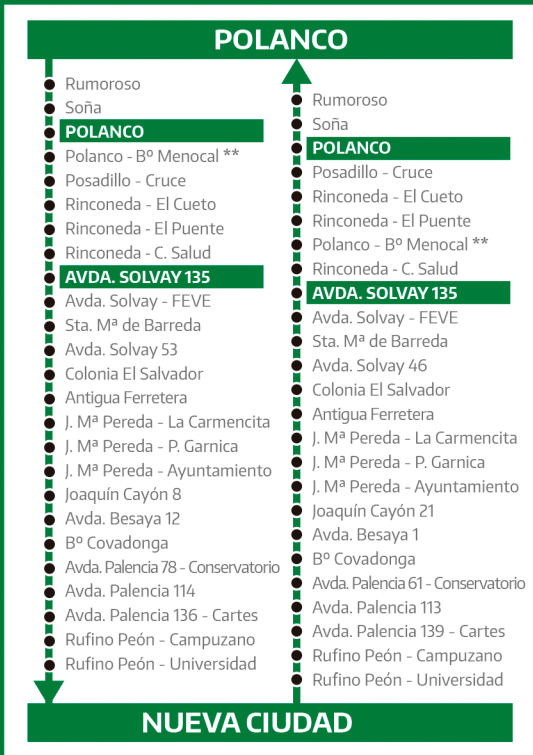 POLANCO
Rumoroso
Soña
POLANCO
Polanco - Bº Menocal **
Posadillo - Cruce
Rinconeda - El Cueto
Rinconeda - El Puente
Rinconeda - C. Salud
AVDA. SOLVAY 135
Avda. Solvay - FEVE
Sta. Mª de Barreda
Avda. Solvay 53
Colonia El Salvador
Antigua Ferretera
J. Mª Pereda - La Carmencita
J. Mª Pereda - P. Garnica
J. Mª Pereda - Ayuntamiento
Joaquín Cayón 8
Avda. Besaya 12
Bº Covadonga
Avda. Palencia 78 - Conservatorio
Avda. Palencia 114
Avda. Palencia 136 - Cartes
Rufino Peón - Campuzano
Rufino Peón - Universidad
Rumoroso
Soña
POLANCO
Posadillo - Cruce
Rinconeda - El Cueto
Rinconeda - El Puente
Polanco - Bº Menocal **
Rinconeda - C. Salud
AVDA. SOLVAY 135
Avda. Solvay - FEVE
Sta. Mª de Barreda
Avda. Solvay 46
Colonia El Salvador
Antigua Ferretera
J. Mª Pereda - La Carmencita
J. Mª Pereda - P. Garnica
J. Mª Pereda - Ayuntamiento
Joaquín Cayón 21
Avda. Besaya 1
Bº Covadonga
Avda. Palencia 61 - Conservatorio
Avda. Palencia 113
Avda. Palencia 139 - Cartes
Rufino Peón - Campuzano
Rufino Peón - Universidad
NUEVA CIUDAD